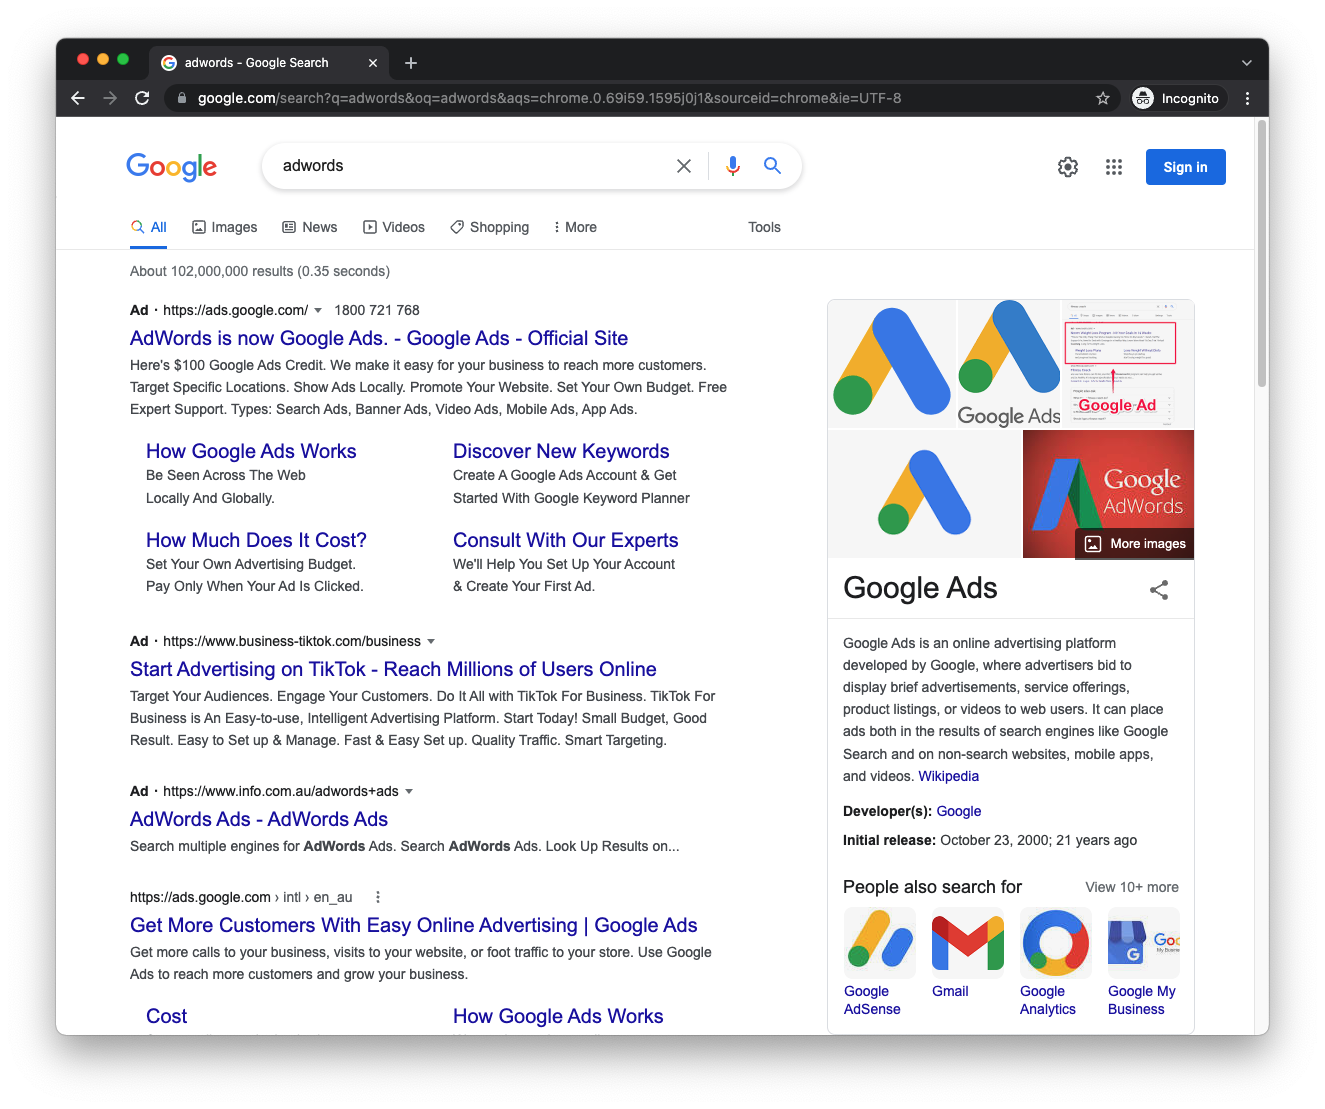 adwords - Google Search
google.com/search?q=adwords&oq=adwords&aqs=chrome.0.69i59.1595j0j1&sourceid=chrome&ie=UTF-8
Incognito
Google
adwords
Sign in
All
Images
News
Videos
Shopping
More
Tools
About 102,000,000 results (0.35 seconds)
Ad · https://ads.google.com/ 1800 721 768
AdWords is now Google Ads. - Google Ads - Official Site
Here's $100 Google Ads Credit. We make it easy for your business to reach more customers.
Target Specific Locations. Show Ads Locally. Promote Your Website. Set Your Own Budget. Free
Expert Support. Types: Search Ads, Banner Ads, Video Ads, Mobile Ads, App Ads.
How Google Ads Works
Be Seen Across The Web
Locally And Globally.
Discover New Keywords
Create A Google Ads Account & Get
Started With Google Keyword Planner
How Much Does It Cost?
Set Your Own Advertising Budget.
Pay Only When Your Ad Is Clicked.
Consult With Our Experts
We'll Help You Set Up Your Account
& Create Your First Ad.
Ad · https://www.business-tiktok.com/business
Start Advertising on TikTok - Reach Millions of Users Online
Target Your Audiences. Engage Your Customers. Do It All with TikTok For Business. TikTok For
Business is An Easy-to-use, Intelligent Advertising Platform. Start Today! Small Budget, Good
Result. Easy to Set up & Manage. Fast & Easy Set up. Quality Traffic. Smart Targeting.
Ad · https://www.info.com.au/adwords+ads
AdWords Ads - AdWords Ads
Search multiple engines for AdWords Ads. Search AdWords Ads. Look Up Results on...
https://ads.google.com › intl › en_au
Get More Customers With Easy Online Advertising | Google Ads
Get more calls to your business, visits to your website, or foot traffic to your store. Use Google
Ads to reach more customers and grow your business.
Cost
How Google Ads Works
Google Ads
Google Ad
Google
AdWords
More images
Google Ads
Google Ads is an online advertising platform
developed by Google, where advertisers bid to
display brief advertisements, service offerings,
product listings, or videos to web users. It can place
ads both in the results of search engines like Google
Search and on non-search websites, mobile apps,
and videos. Wikipedia
Developer(s): Google
Initial release: October 23, 2000; 21 years ago
People also search for
View 10+ more
Google
AdSense
Gmail
Google
Analytics
Google My
Business